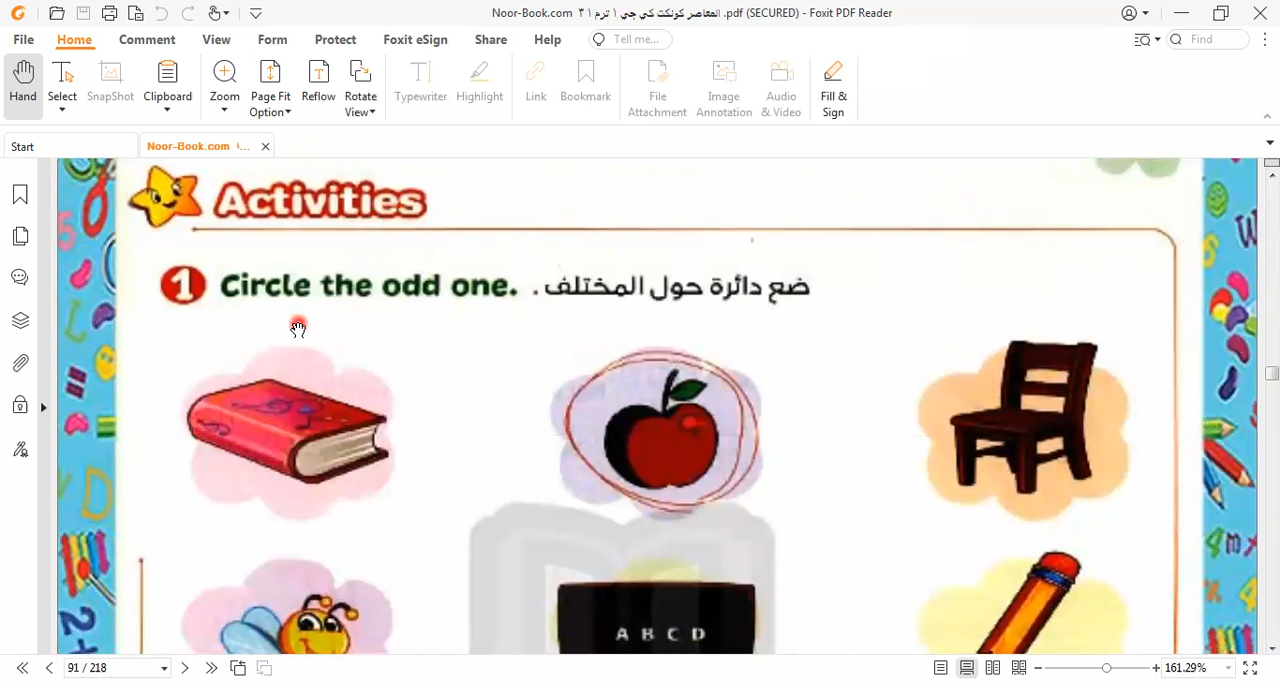 Noor-Book.com المعاصر كونكت كي جي ١ ترم ١ ٣ .pdf (SECURED) - Foxit PDF Reader
File Home Comment View Form Protect Foxit eSign Share Help Tell me... Find
Hand Select SnapShot Clipboard Zoom Page Fit Option Reflow Rotate View Typewriter Highlight Link Bookmark File Attachment Image Annotation Audio & Video Fill & Sign
Start Noor-Book.com ا...
Activities
1 Circle the odd one. ضع دائرة حول المختلف .
A B C D
91 / 218 161.29%